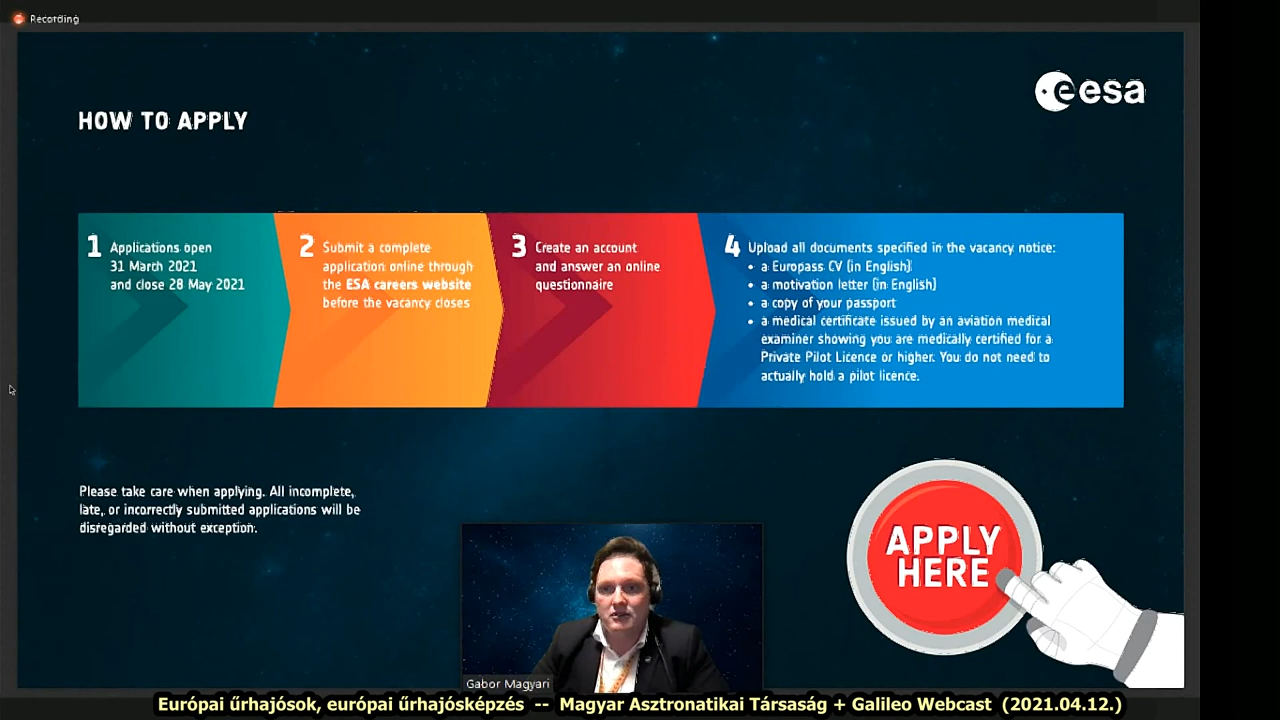 Recording
esa
HOW TO APPLY
1 Applications open
31 March 2021
and close 28 May 2021
2 Submit a complete
application online through
the ESA careers website
before the vacancy closes
3 Create an account
and answer an online
questionnaire
4 Upload all documents specified in the vacancy notice:
• a Europass CV (in English)
• a motivation letter (in English)
• a copy of your passport
• a medical certificate issued by an aviation medical
examiner showing you are medically certified for a
Private Pilot Licence or higher. You do not need to
actually hold a pilot licence.
Please take care when applying. All incomplete,
late, or incorrectly submitted applications will be
disregarded without exception.
APPLY
HERE
Gabor Magyari
Európai űrhajósok, európai űrhajósképzés -- Magyar Asztronatikai Társaság + Galileo Webcast (2021.04.12.)